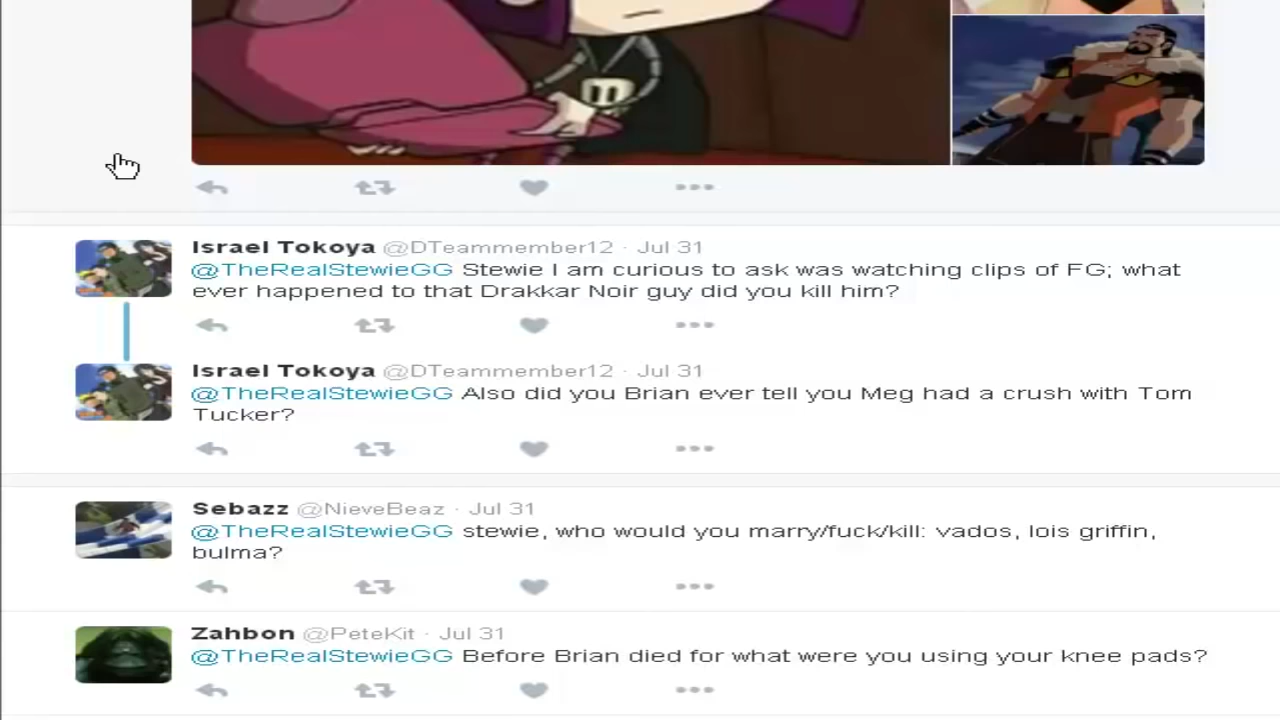 Israel Tokoya @DTeammember12 · Jul 31
@TheRealStewieGG Stewie I am curious to ask was watching clips of FG; what
ever happened to that Drakkar Noir guy did you kill him?
Israel Tokoya @DTeammember12 · Jul 31
@TheRealStewieGG Also did you Brian ever tell you Meg had a crush with Tom
Tucker?
Sebazz @NieveBeaz · Jul 31
@TheRealStewieGG stewie, who would you marry/fuck/kill: vados, lois griffin,
bulma?
Zahbon @PeteKit · Jul 31
@TheRealStewieGG Before Brian died for what were you using your knee pads?